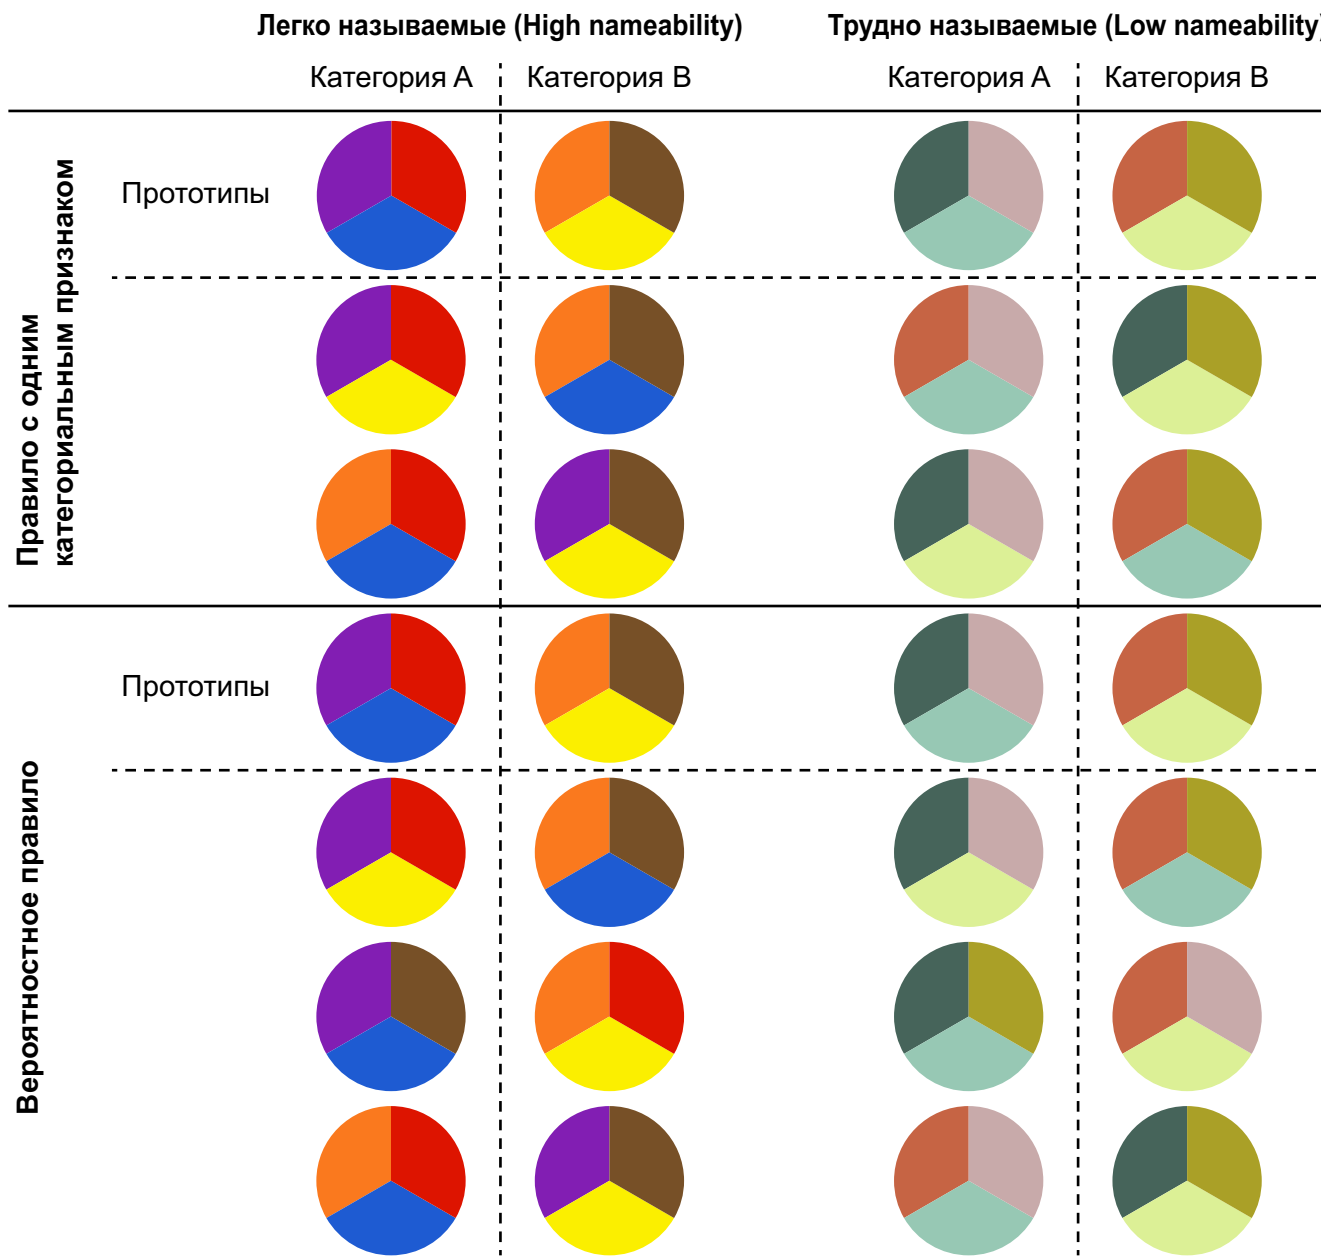 Легко называемые (High nameability)
Трудно называемые (Low nameability)
Категория A
Категория B
Категория A
Категория B
Правило с одним
категориальным признаком
Прототипы
Вероятностное правило
Прототипы